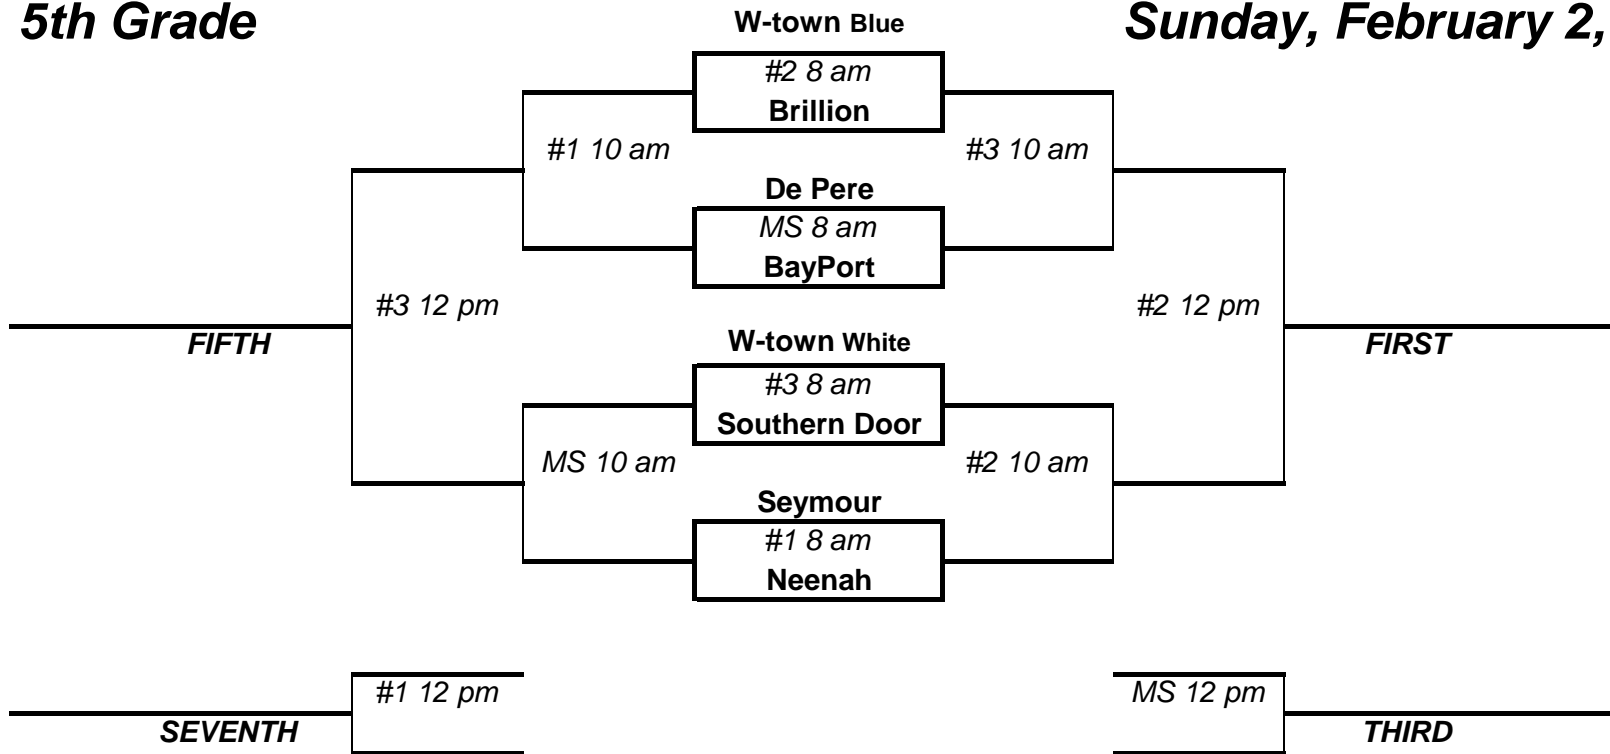 5th Grade
W-town Blue
Sunday, February 2,
#2 8 am
Brillion
#1 10 am
#3 10 am
De Pere
MS 8 am
BayPort
#3 12 pm
#2 12 pm
FIFTH
W-town White
FIRST
#3 8 am
Southern Door
MS 10 am
#2 10 am
Seymour
#1 8 am
Neenah
#1 12 pm
MS 12 pm
SEVENTH
THIRD